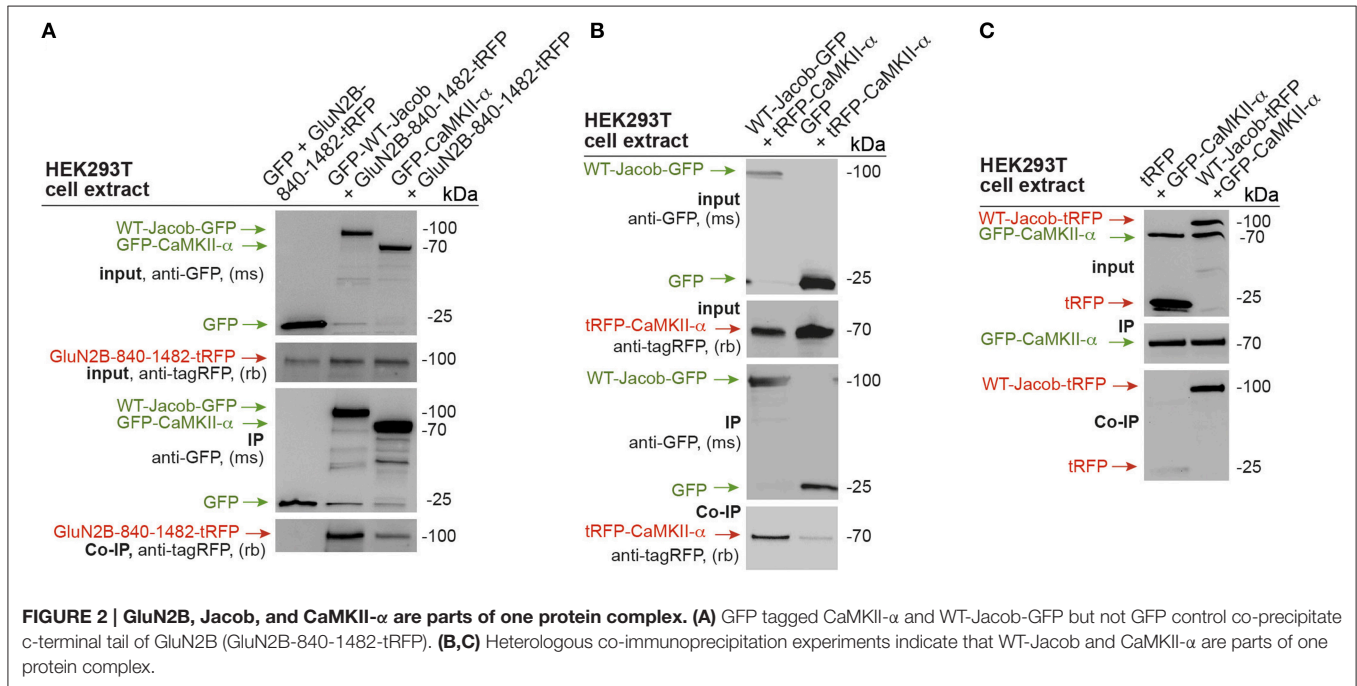 A
GFP + GluN2B-
840-1482-tRFP
GFP-WT-Jacob
+ GluN2B-840-1482-tRFP
GFP-CaMKII-α
+ GluN2B-840-1482-tRFP
HEK293T
cell extract
kDa
WT-Jacob-GFP
-100
GFP-CaMKII-α
-70
input, anti-GFP, (ms)
-25
GFP
GluN2B-840-1482-tRFP
-100
input, anti-tagRFP, (rb)
WT-Jacob-GFP
-100
GFP-CaMKII-α
-70
IP
anti-GFP, (ms)
GFP
-25
GluN2B-840-1482-tRFP
-100
Co-IP, anti-tagRFP, (rb)
B
WT-Jacob-GFP
+ tRFP-CaMKII-α
GFP
+ tRFP-CaMKII-α
HEK293T
cell extract
kDa
WT-Jacob-GFP
-100
input
anti-GFP, (ms)
GFP
-25
input
tRFP-CaMKII-α
-70
anti-tagRFP, (rb)
WT-Jacob-GFP
-100
IP
anti-GFP, (ms)
GFP
-25
Co-IP
tRFP-CaMKII-α
-70
anti-tagRFP, (rb)
C
tRFP
+ GFP-CaMKII-α
WT-Jacob-tRFP
+GFP-CaMKII-α
HEK293T
cell extract
kDa
WT-Jacob-tRFP
-100
GFP-CaMKII-α
-70
input
tRFP
-25
IP
GFP-CaMKII-α
-70
WT-Jacob-tRFP
-100
Co-IP
tRFP
-25
FIGURE 2 | GluN2B, Jacob, and CaMKII-α are parts of one protein complex. (A) GFP tagged CaMKII-α and WT-Jacob-GFP but not GFP control co-precipitate
c-terminal tail of GluN2B (GluN2B-840-1482-tRFP). (B,C) Heterologous co-immunoprecipitation experiments indicate that WT-Jacob and CaMKII-α are parts of one
protein complex.